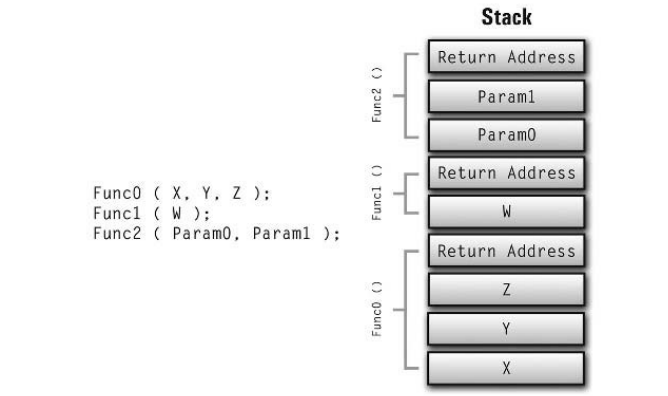 Stack
Return Address
Param1
Param0
Func2 ()
Return Address
W
Func1 ()
Func0 ( X, Y, Z );
Func1 ( W );
Func2 ( Param0, Param1 );
Return Address
Z
Y
X
Func0 ()